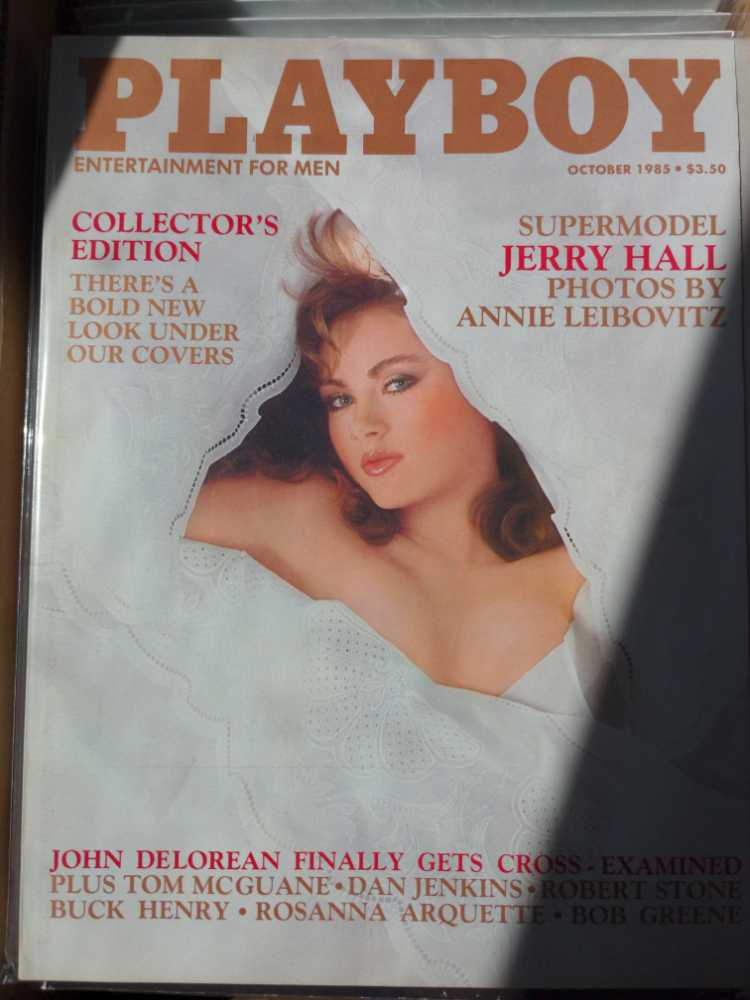 PLAYBOY
ENTERTAINMENT FOR MEN
OCTOBER 1985 • $3.50
COLLECTOR'S
EDITION
THERE'S A
BOLD NEW
LOOK UNDER
OUR COVERS
SUPERMODEL
JERRY HALL
PHOTOS BY
ANNIE LEIBOVITZ
JOHN DELOREAN FINALLY GETS CROSS-EXAMINED
PLUS TOM MCGUANE • DAN JENKINS • ROBERT STONE
BUCK HENRY • ROSANNA ARQUETTE • BOB GREENE